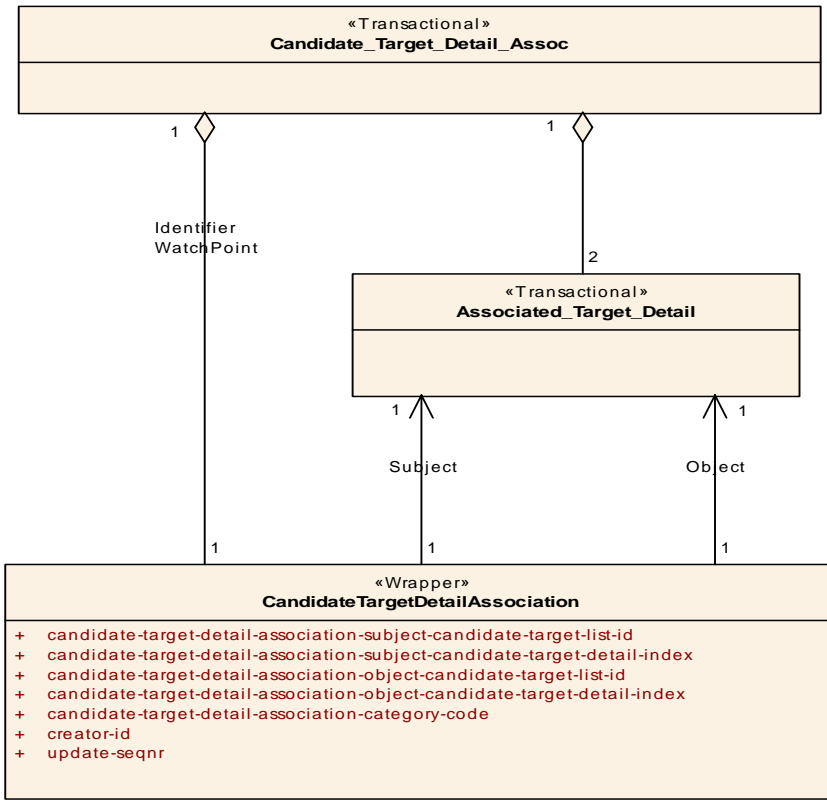 «Transactional»
Candidate_Target_Detail_Assoc
1
1
Identifier
WatchPoint
2
«Transactional»
Associated_Target_Detail
1
1
Subject
Object
1
1
1
«Wrapper»
CandidateTargetDetailAssociation
+ candidate-target-detail-association-subject-candidate-target-list-id
+ candidate-target-detail-association-subject-candidate-target-detail-index
+ candidate-target-detail-association-object-candidate-target-list-id
+ candidate-target-detail-association-object-candidate-target-detail-index
+ candidate-target-detail-association-category-code
+ creator-id
+ update-seqnr